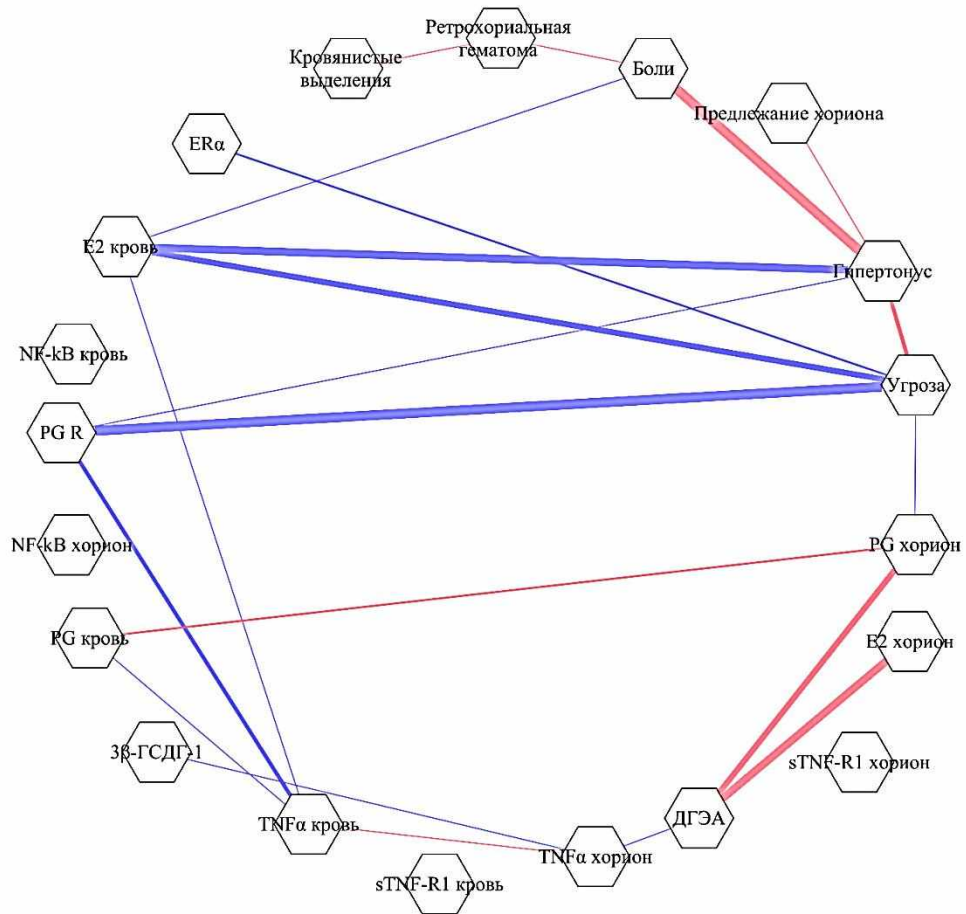 Ретрохориальная
гематома
Кровянистые
выделения
Боли
Предлежание хориона
ERα
E2 кровь
Гипертонус
NF-kB кровь
Угроза
PG R
NF-kB хорион
PG хорион
PG кровь
E2 хорион
3β-ГСДГ-1
sTNF-R1 хорион
TNFα кровь
ДГЭА
TNFα хорион
sTNF-R1 кровь